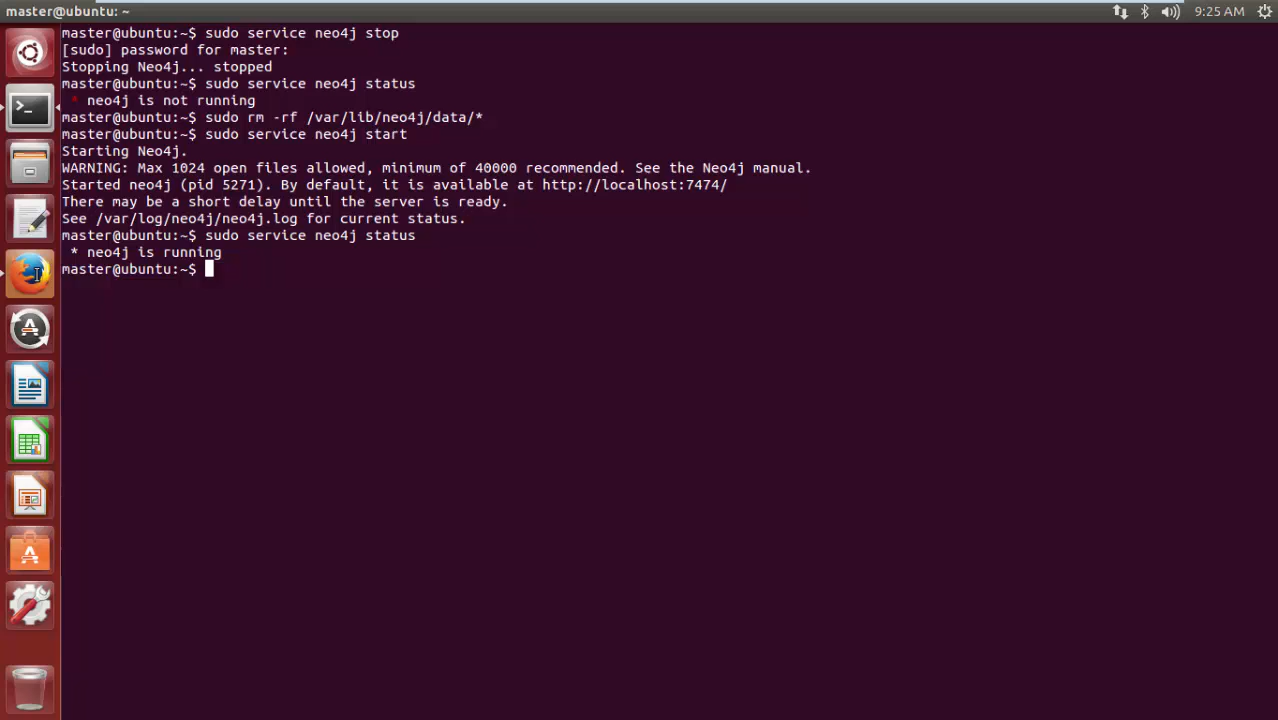 master@ubuntu: ~
9:25 AM
master@ubuntu:~$ sudo service neo4j stop
[sudo] password for master:
Stopping Neo4j... stopped
master@ubuntu:~$ sudo service neo4j status
* neo4j is not running
master@ubuntu:~$ sudo rm -rf /var/lib/neo4j/data/*
master@ubuntu:~$ sudo service neo4j start
Starting Neo4j.
WARNING: Max 1024 open files allowed, minimum of 40000 recommended. See the Neo4j manual.
Started neo4j (pid 5271). By default, it is available at http://localhost:7474/
There may be a short delay until the server is ready.
See /var/log/neo4j/neo4j.log for current status.
master@ubuntu:~$ sudo service neo4j status
* neo4j is running
master@ubuntu:~$